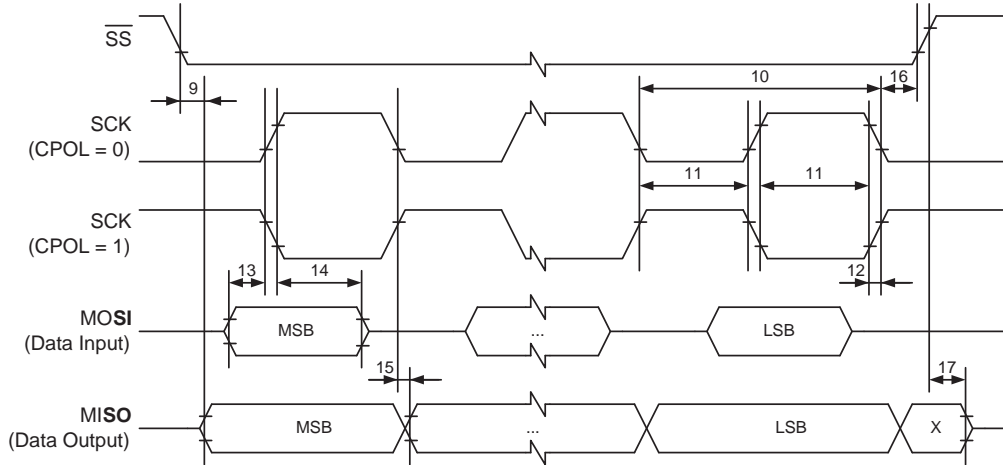 SS
9
10
16
SCK
(CPOL = 0)
11
11
SCK
(CPOL = 1)
13
14
12
MOSI
(Data Input)
MSB
...
LSB
15
17
MISO
(Data Output)
MSB
...
LSB
X